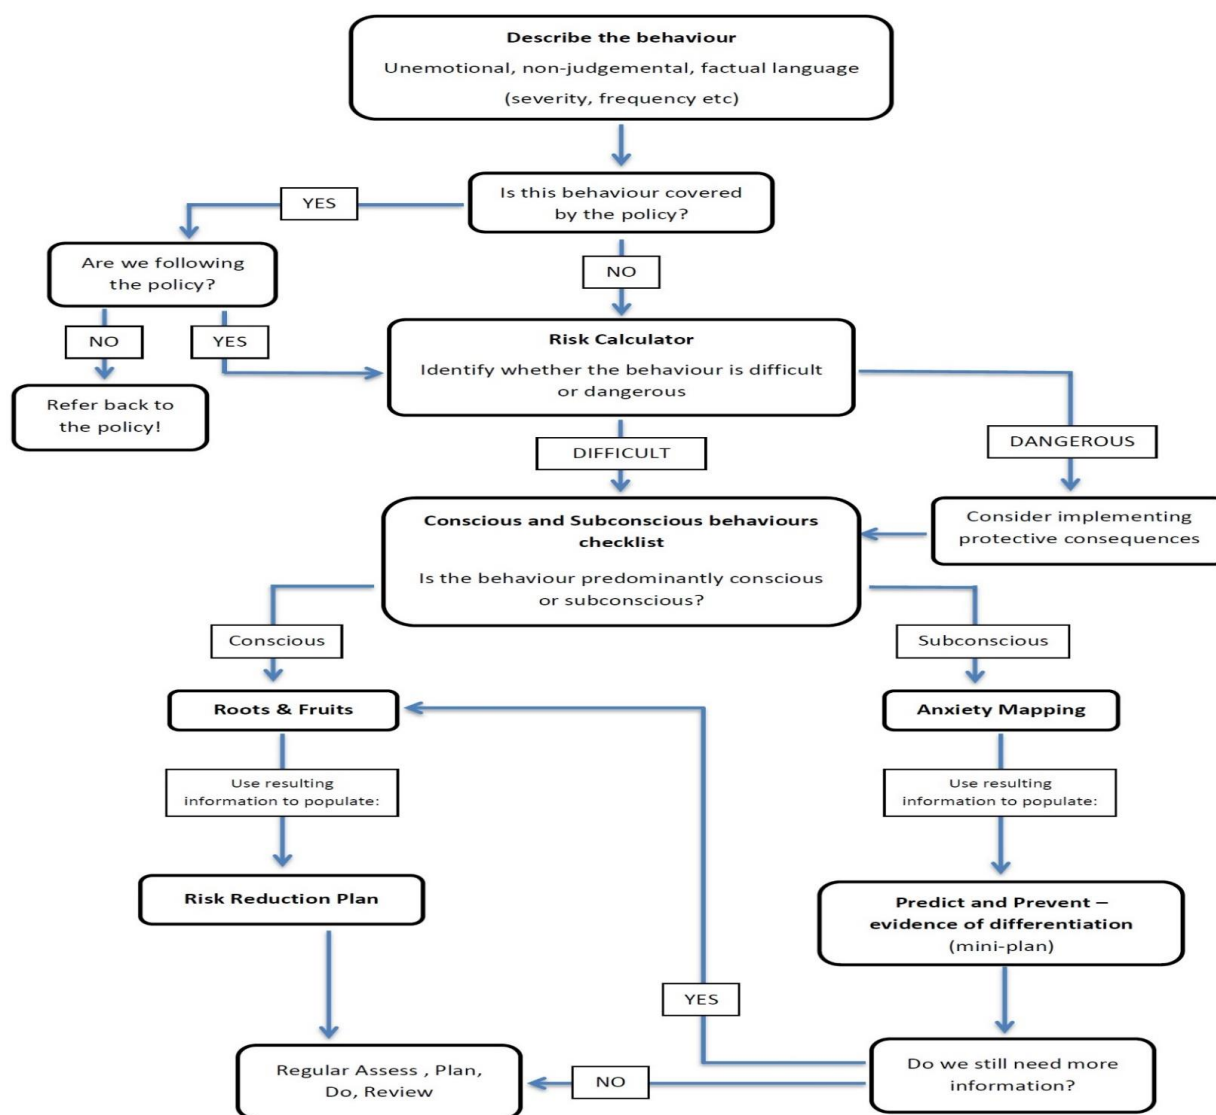 Describe the behaviour
Unemotional, non-judgemental, factual language
(severity, frequency etc)
Is this behaviour covered
by the policy?
YES
Are we following
the policy?
NO
NO
YES
Refer back to
the policy!
Risk Calculator
Identify whether the behaviour is difficult
or dangerous
DIFFICULT
DANGEROUS
Consider implementing
protective consequences
Conscious and Subconscious behaviours
checklist
Is the behaviour predominantly conscious
or subconscious?
Conscious
Subconscious
Roots & Fruits
Anxiety Mapping
Use resulting
information to populate:
Use resulting
information to populate:
Risk Reduction Plan
Predict and Prevent –
evidence of differentiation
(mini-plan)
YES
Regular Assess , Plan,
Do, Review
NO
Do we still need more
information?